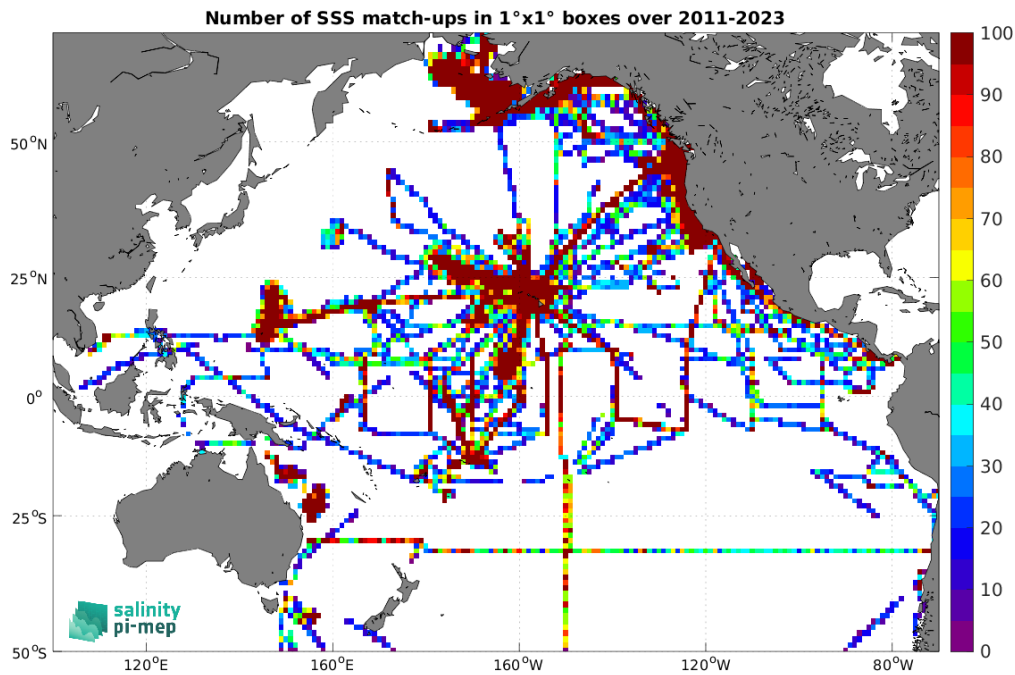 Number of SSS match-ups in 1°x1° boxes over 2011-2023
50°N
25°N
0°
25°S
50°S
120°E
160°E
160°W
120°W
80°W
100
90
80
70
60
50
40
30
20
10
0
salinity
pi-mep